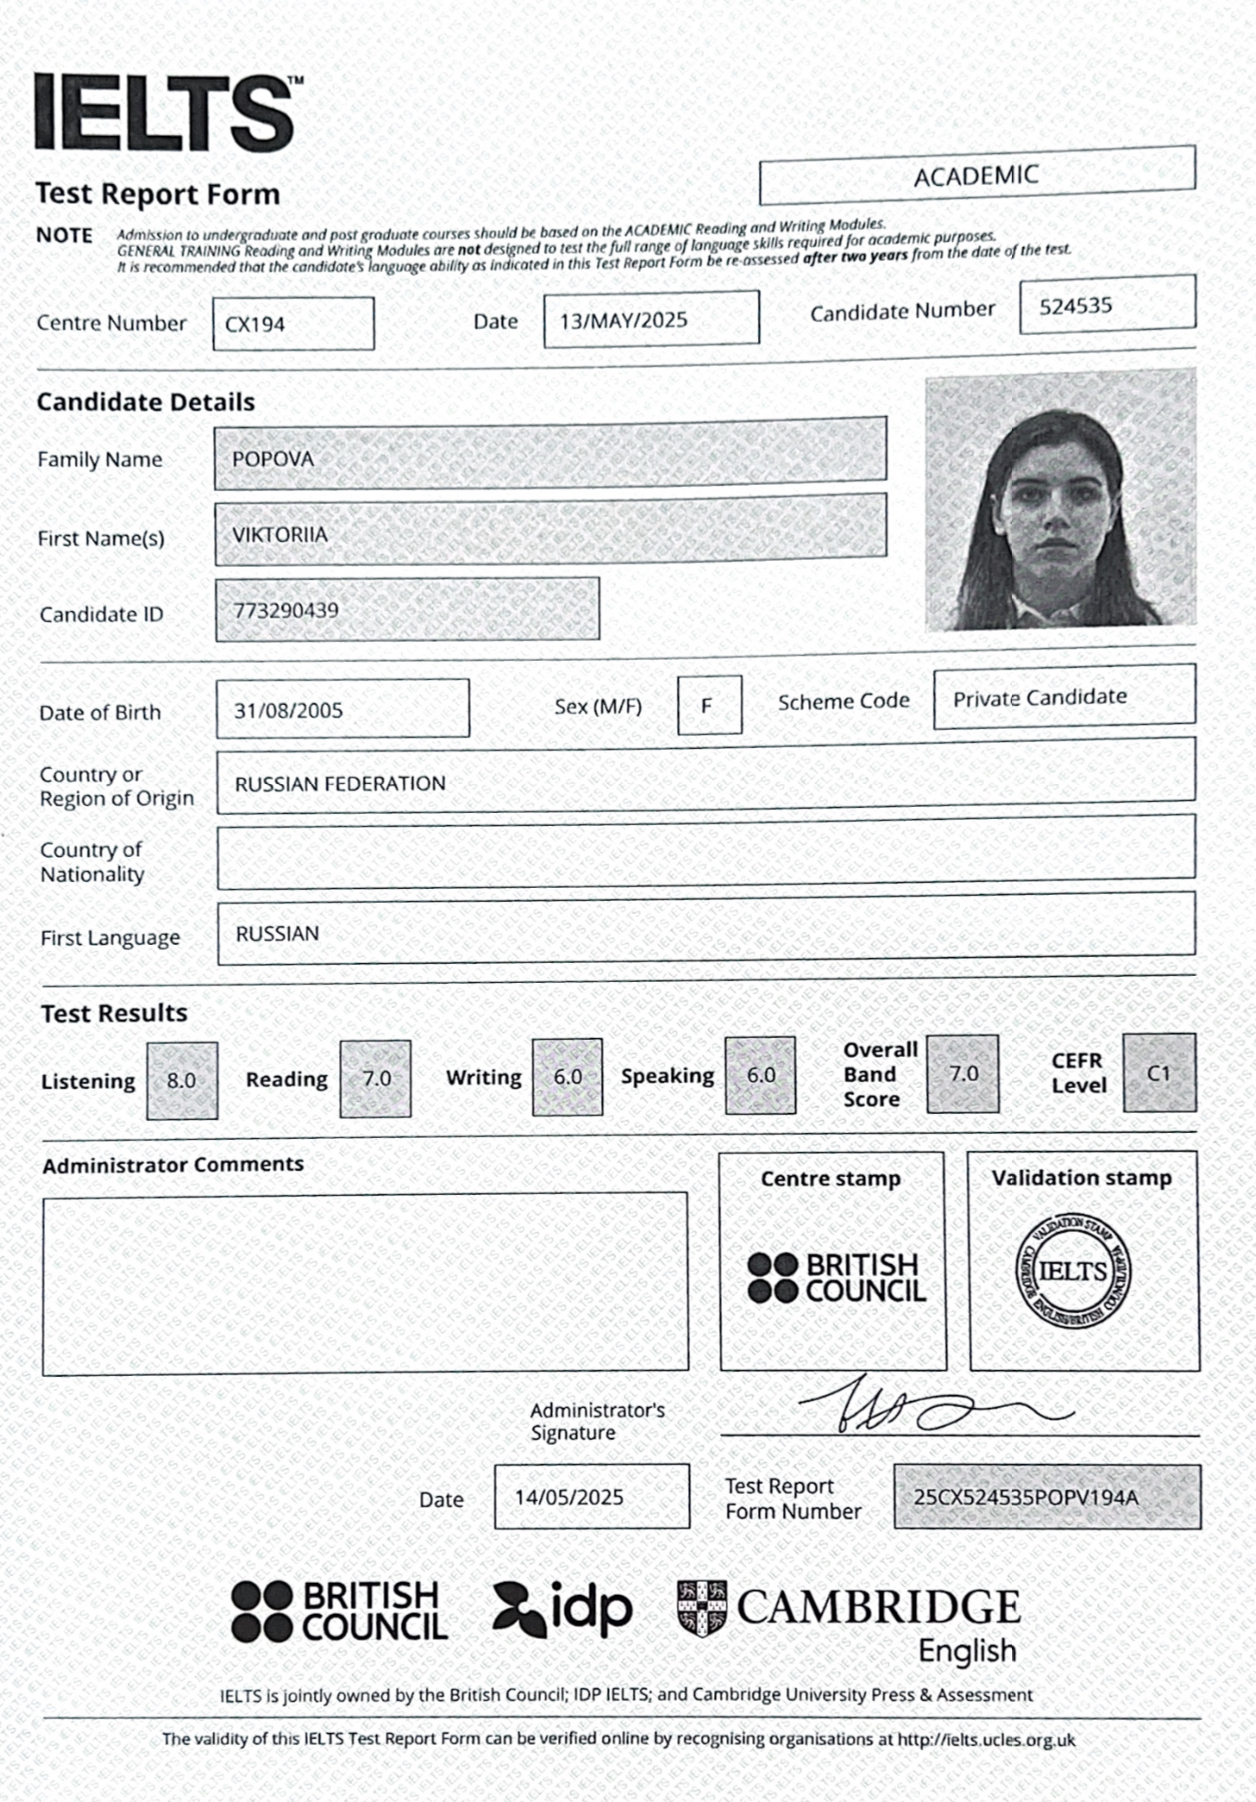 IELTS™
Test Report Form
ACADEMIC
NOTE Admission to undergraduate and post graduate courses should be based on the ACADEMIC Reading and Writing Modules.
GENERAL TRAINING Reading and Writing Modules are not designed to test the full range of language skills required for academic purposes.
It is recommended that the candidate's language ability as indicated in this Test Report Form be re-assessed after two years from the date of the test.
Centre Number CX194 Date 13/MAY/2025 Candidate Number 524535
Candidate Details
Family Name POPOVA
First Name(s) VIKTORIIA
Candidate ID 773290439
Date of Birth 31/08/2005 Sex (M/F) F Scheme Code Private Candidate
Country or
Region of Origin RUSSIAN FEDERATION
Country of
Nationality
First Language RUSSIAN
Test Results
Listening 8.0 Reading 7.0 Writing 6.0 Speaking 6.0 Overall Band Score 7.0 CEFR Level C1
Administrator Comments
Centre stamp
BRITISH
COUNCIL
Validation stamp
VALIDATION STAMP
IELTS
Administrator's
Signature
Date 14/05/2025
Test Report
Form Number 25CX524535POPV194A
BRITISH
COUNCIL
idp
CAMBRIDGE
English
IELTS is jointly owned by the British Council; IDP IELTS; and Cambridge University Press & Assessment
The validity of this IELTS Test Report Form can be verified online by recognising organisations at http://ielts.ucles.org.uk